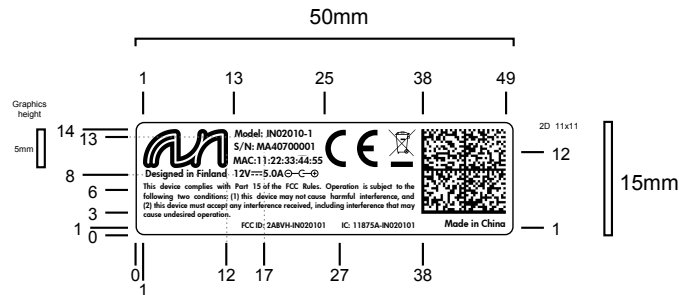 50mm
1 13 25 38 49
Graphics
height
5mm
2D 11x11
14
13
8
6
3
1
0
12
1
15mm
Model: IN02010-1
S/N: MA40700001
MAC:11:22:33:44:55
Designed in Finland 12V 5.0A
This device complies with Part 15 of the FCC Rules. Operation is subject to the
following two conditions: (1) this device may not cause harmful interference, and
(2) this device must accept any interference received, including interference that may
cause undesired operation.
FCC ID: 2ABVH-IN020101 IC: 11875A-IN020101 Made in China
0 12 17 27 38
1